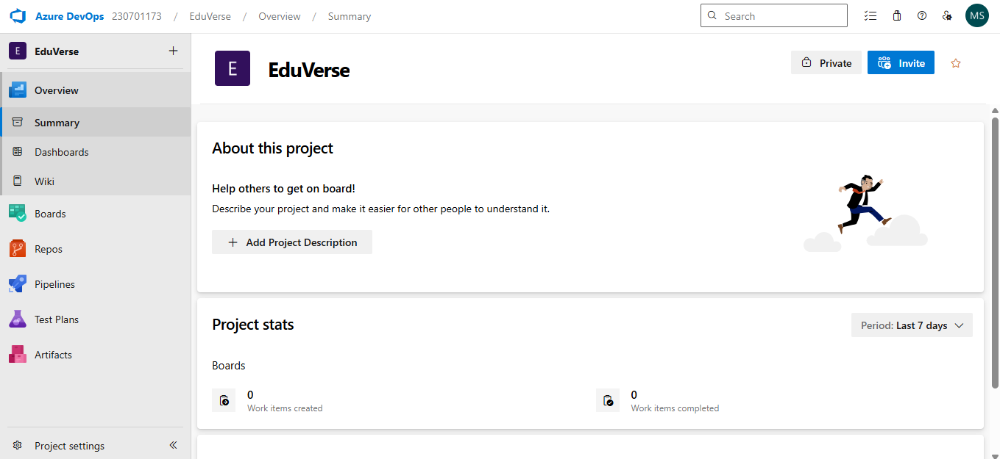 Azure DevOps 230701173 / EduVerse / Overview / Summary Search MS
E EduVerse +
Overview
Summary
Dashboards
Wiki
Boards
Repos
Pipelines
Test Plans
Artifacts
Project settings
E EduVerse Private Invite
About this project
Help others to get on board!
Describe your project and make it easier for other people to understand it.
+ Add Project Description
Project stats Period: Last 7 days
Boards
0
Work items created
0
Work items completed